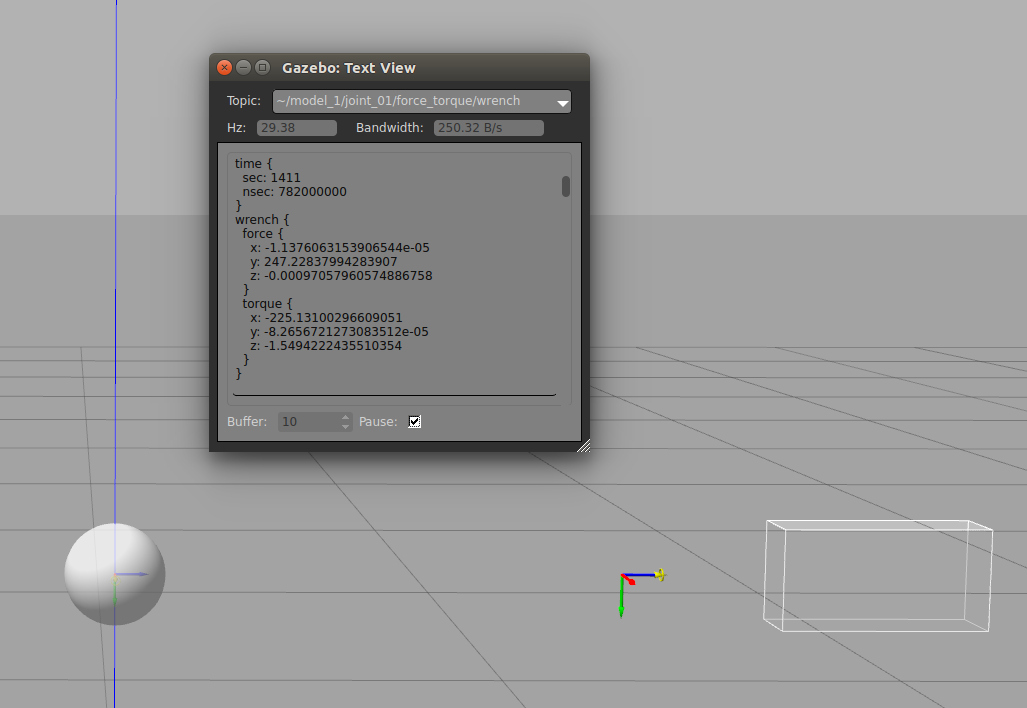 Gazebo: Text View
Topic: ~/model_1/joint_01/force_torque/wrench
Hz: 29.38 Bandwidth: 250.32 B/s
time {
sec: 1411
nsec: 782000000
}
wrench {
force {
x: -1.1376063153906544e-05
y: 247.22837994283907
z: -0.00097057960574886758
}
torque {
x: -225.13100296609051
y: -8.2656721273083512e-05
z: -1.5494222435510354
}
}
Buffer: 10 Pause: